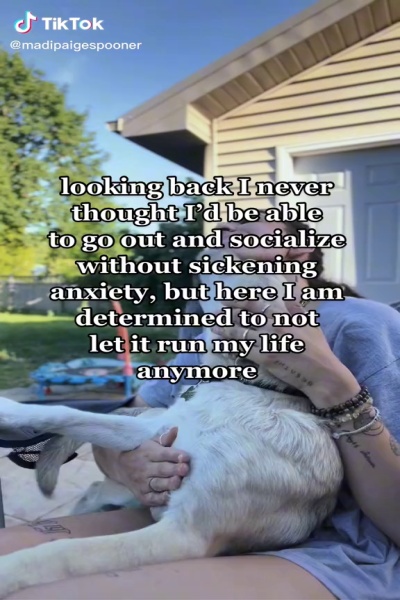 TikTok
@madipaigespooner
looking back I never
thought I'd be able
to go out and socialize
without sickening
anxiety, but here I am
determined to not
let it run my life
anymore